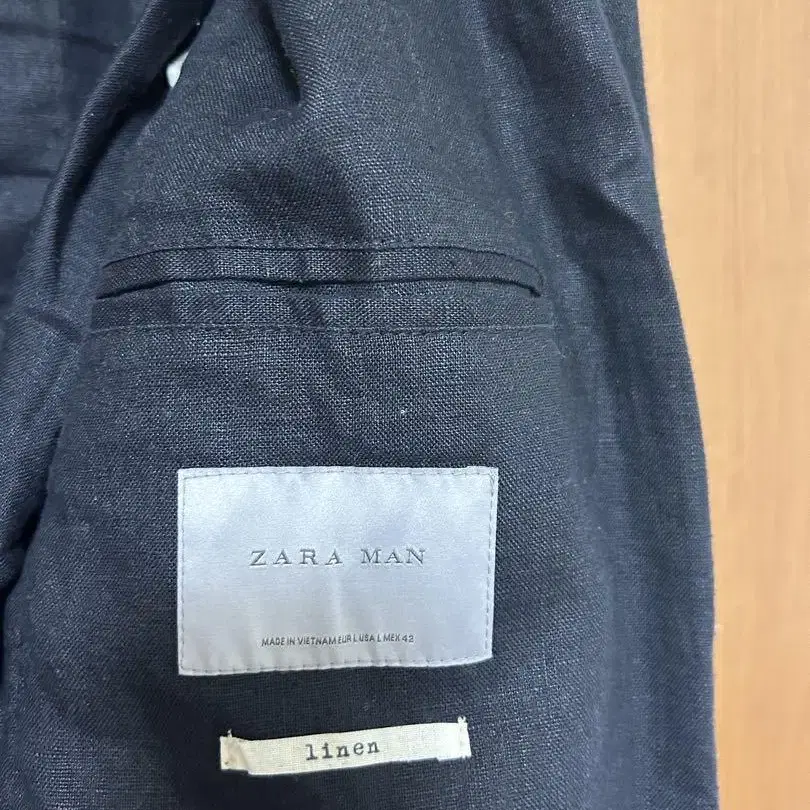 ZARA MAN
MADE IN VIETNAM EUR L USA L MEX 42
linen